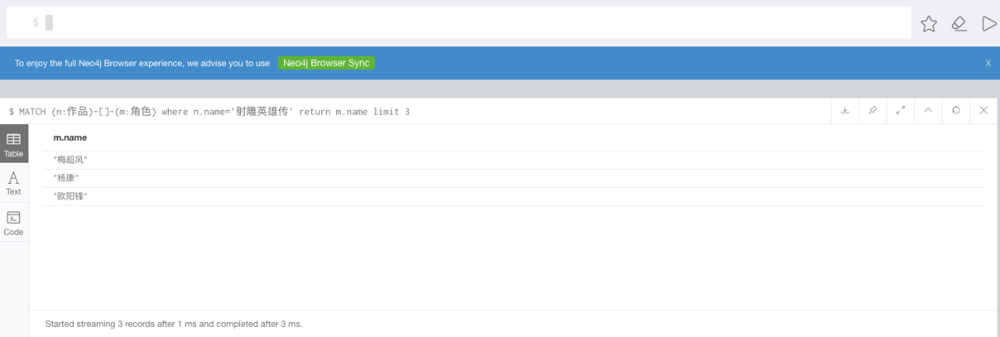 $
To enjoy the full Neo4j Browser experience, we advise you to use Neo4j Browser Sync X
$ MATCH (n:作品)-[]-(m:角色) where n.name='射雕英雄传' return m.name limit 3
Table
m.name
"梅超风"
"杨康"
"欧阳锋"
Text
Code
Started streaming 3 records after 1 ms and completed after 3 ms.